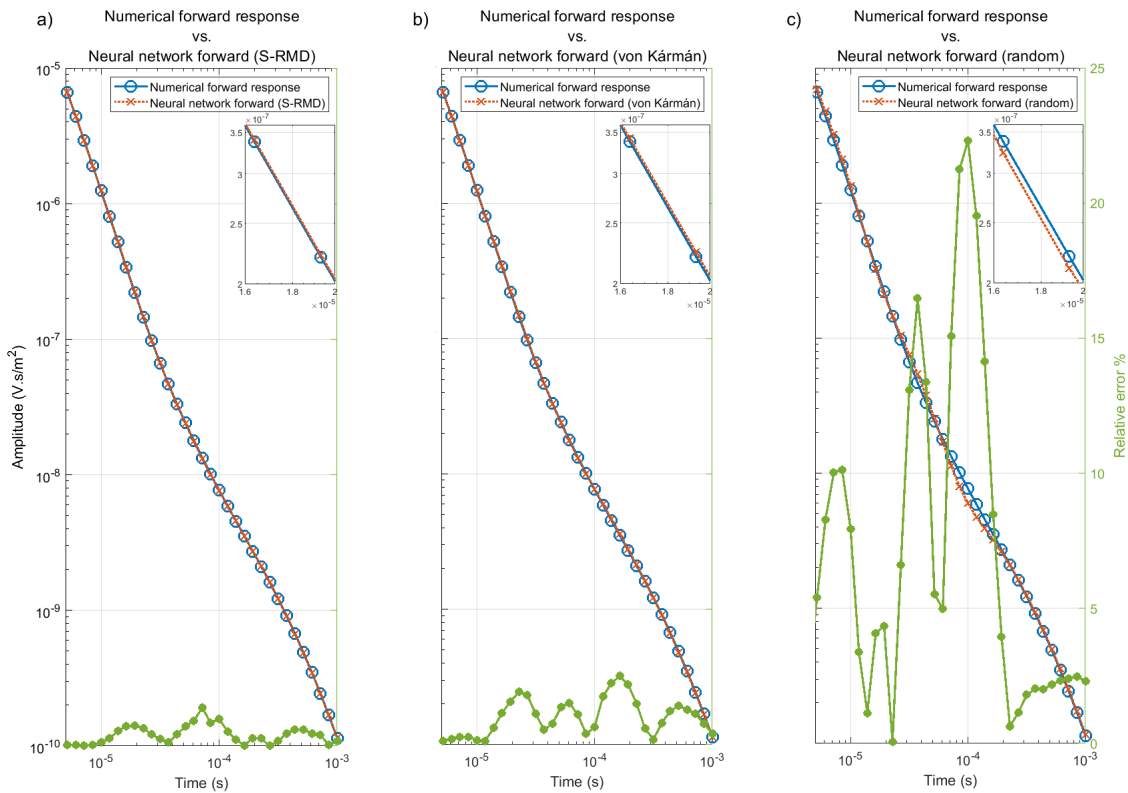 a)
Numerical forward response
vs.
Neural network forward (S-RMD)
b)
Numerical forward response
vs.
Neural network forward (von Kármán)
c)
Numerical forward response
vs.
Neural network forward (random)
Numerical forward response
Neural network forward (S-RMD)
Numerical forward response
Neural network forward (von Kármán)
Numerical forward response
Neural network forward (random)
10^-5
10^-6
10^-7
10^-8
10^-9
10^-10
Amplitude (V.s/m^2)
×10^-7
3.5
3
2.5
2
1.6
1.8
2
×10^-5
×10^-7
3.5
3
2.5
2
1.6
1.8
2
×10^-5
×10^-7
3.5
3
2.5
2
1.6
1.8
2
×10^-5
25
20
15
10
5
0
Relative error %
10^-5
10^-4
10^-3
10^-5
10^-4
10^-3
10^-5
10^-4
10^-3
Time (s)
Time (s)
Time (s)